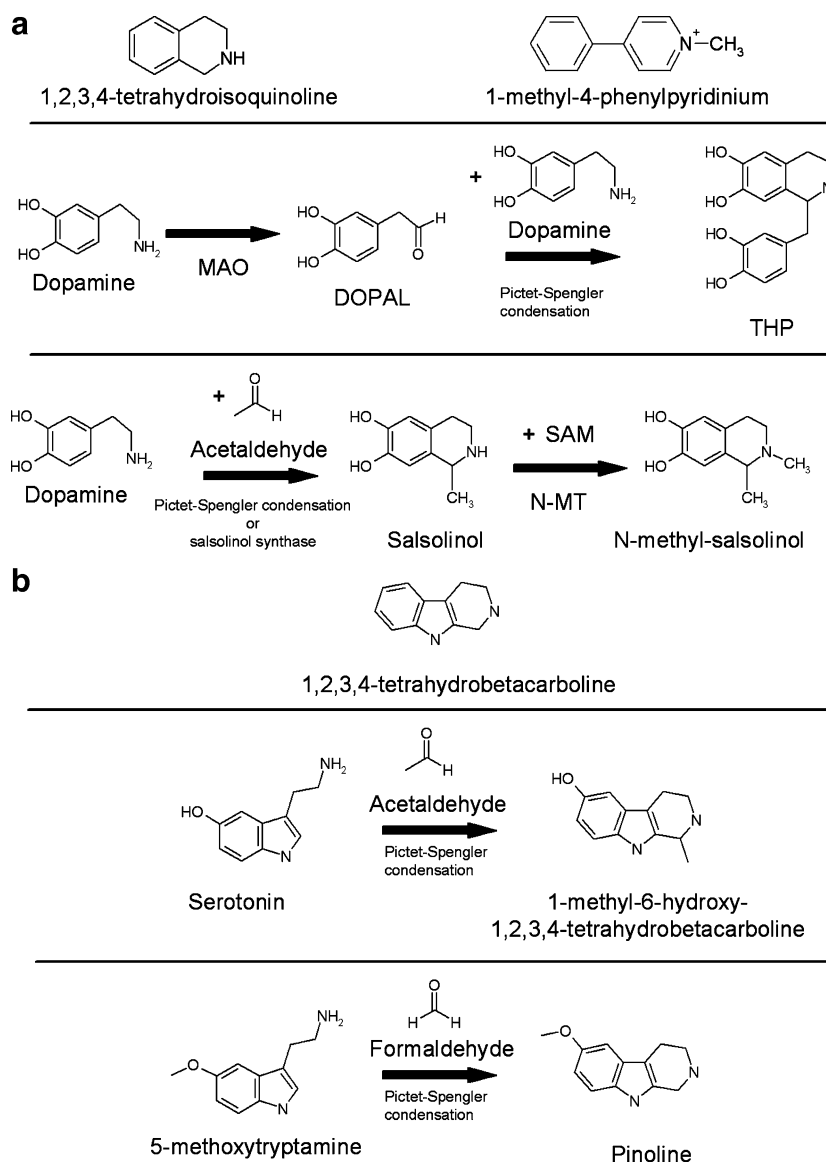 a
NH
N+
CH3
1,2,3,4-tetrahydroisoquinoline
1-methyl-4-phenylpyridinium
HO
HO
NH2
Dopamine
MAO
HO
HO
H
O
DOPAL
+
HO
HO
NH2
Dopamine
Pictet-Spengler
condensation
HO
HO
N
HO
HO
THP
HO
HO
NH2
Dopamine
+
O
H
Acetaldehyde
Pictet-Spengler condensation
or
salsolinol synthase
HO
HO
NH
CH3
Salsolinol
+ SAM
N-MT
HO
HO
N
CH3
CH3
N-methyl-salsolinol
b
N
N
1,2,3,4-tetrahydrobetacarboline
NH2
HO
N
Serotonin
O
H
Acetaldehyde
Pictet-Spengler
condensation
HO
N
N
1-methyl-6-hydroxy-
1,2,3,4-tetrahydrobetacarboline
NH2
O
N
5-methoxytryptamine
O
H H
Formaldehyde
Pictet-Spengler
condensation
O
N
N
Pinoline